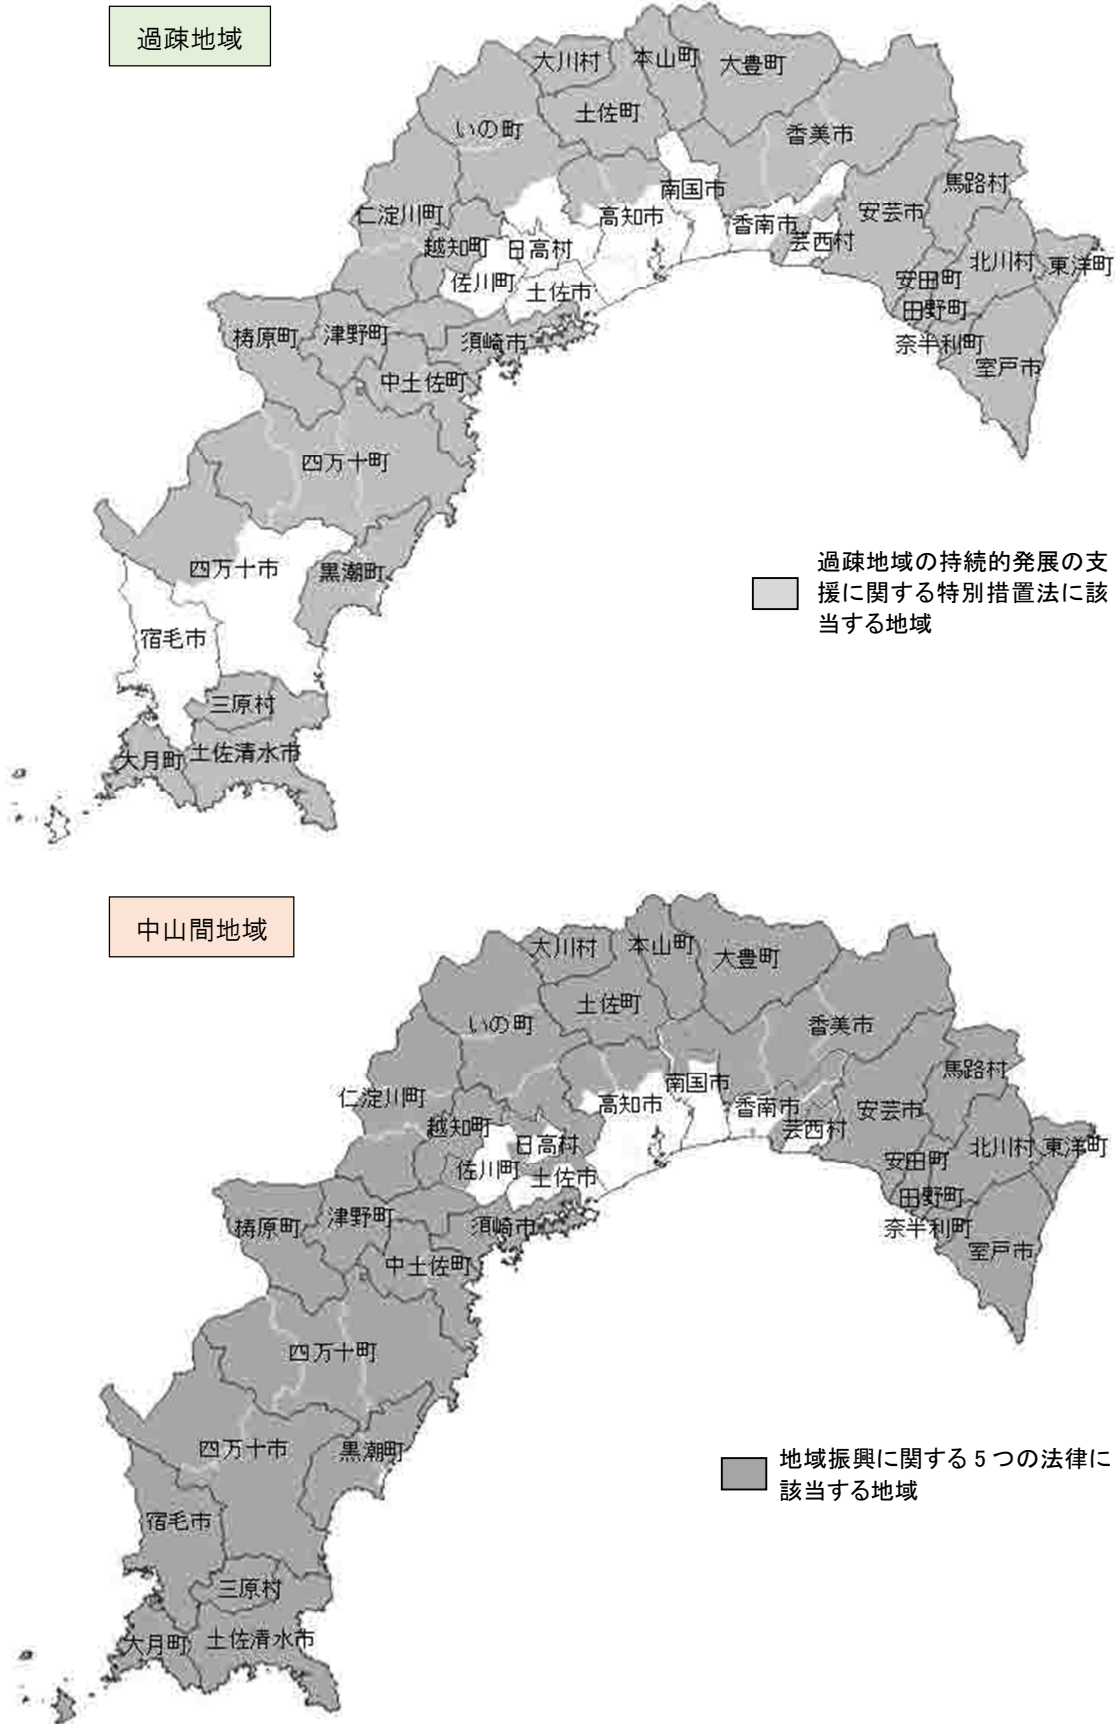 過疎地域
大川村
本山町
大豊町
土佐町
いの町
香美市
馬路村
南国市
仁淀川町
高知市
香南市
安芸市
越知町
日高村
芸西村
北川村
東洋町
佐川町
土佐市
安田町
田野町
梼原町
津野町
須崎市
奈半利町
室戸市
中土佐町
四万十町
四万十市
黒潮町
過疎地域の持続的発展の支
援に関する特別措置法に該
当する地域
宿毛市
三原村
大月町
土佐清水市
中山間地域
大川村
本山町
大豊町
土佐町
いの町
香美市
馬路村
南国市
仁淀川町
高知市
香南市
安芸市
越知町
日高村
芸西村
北川村
東洋町
佐川町
土佐市
安田町
田野町
梼原町
津野町
須崎市
奈半利町
室戸市
中土佐町
四万十町
四万十市
黒潮町
地域振興に関する5つの法律に
該当する地域
宿毛市
三原村
大月町
土佐清水市